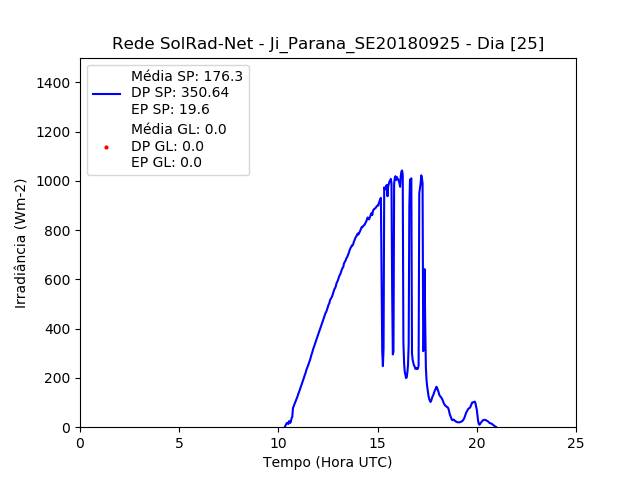 Rede SolRad-Net - Ji_Parana_SE20180925 - Dia [25]
Média SP: 176.3
DP SP: 350.64
EP SP: 19.6
Média GL: 0.0
DP GL: 0.0
EP GL: 0.0
Irradiância (Wm-2)
1400
1200
1000
800
600
400
200
0
0 5 10 15 20 25
Tempo (Hora UTC)